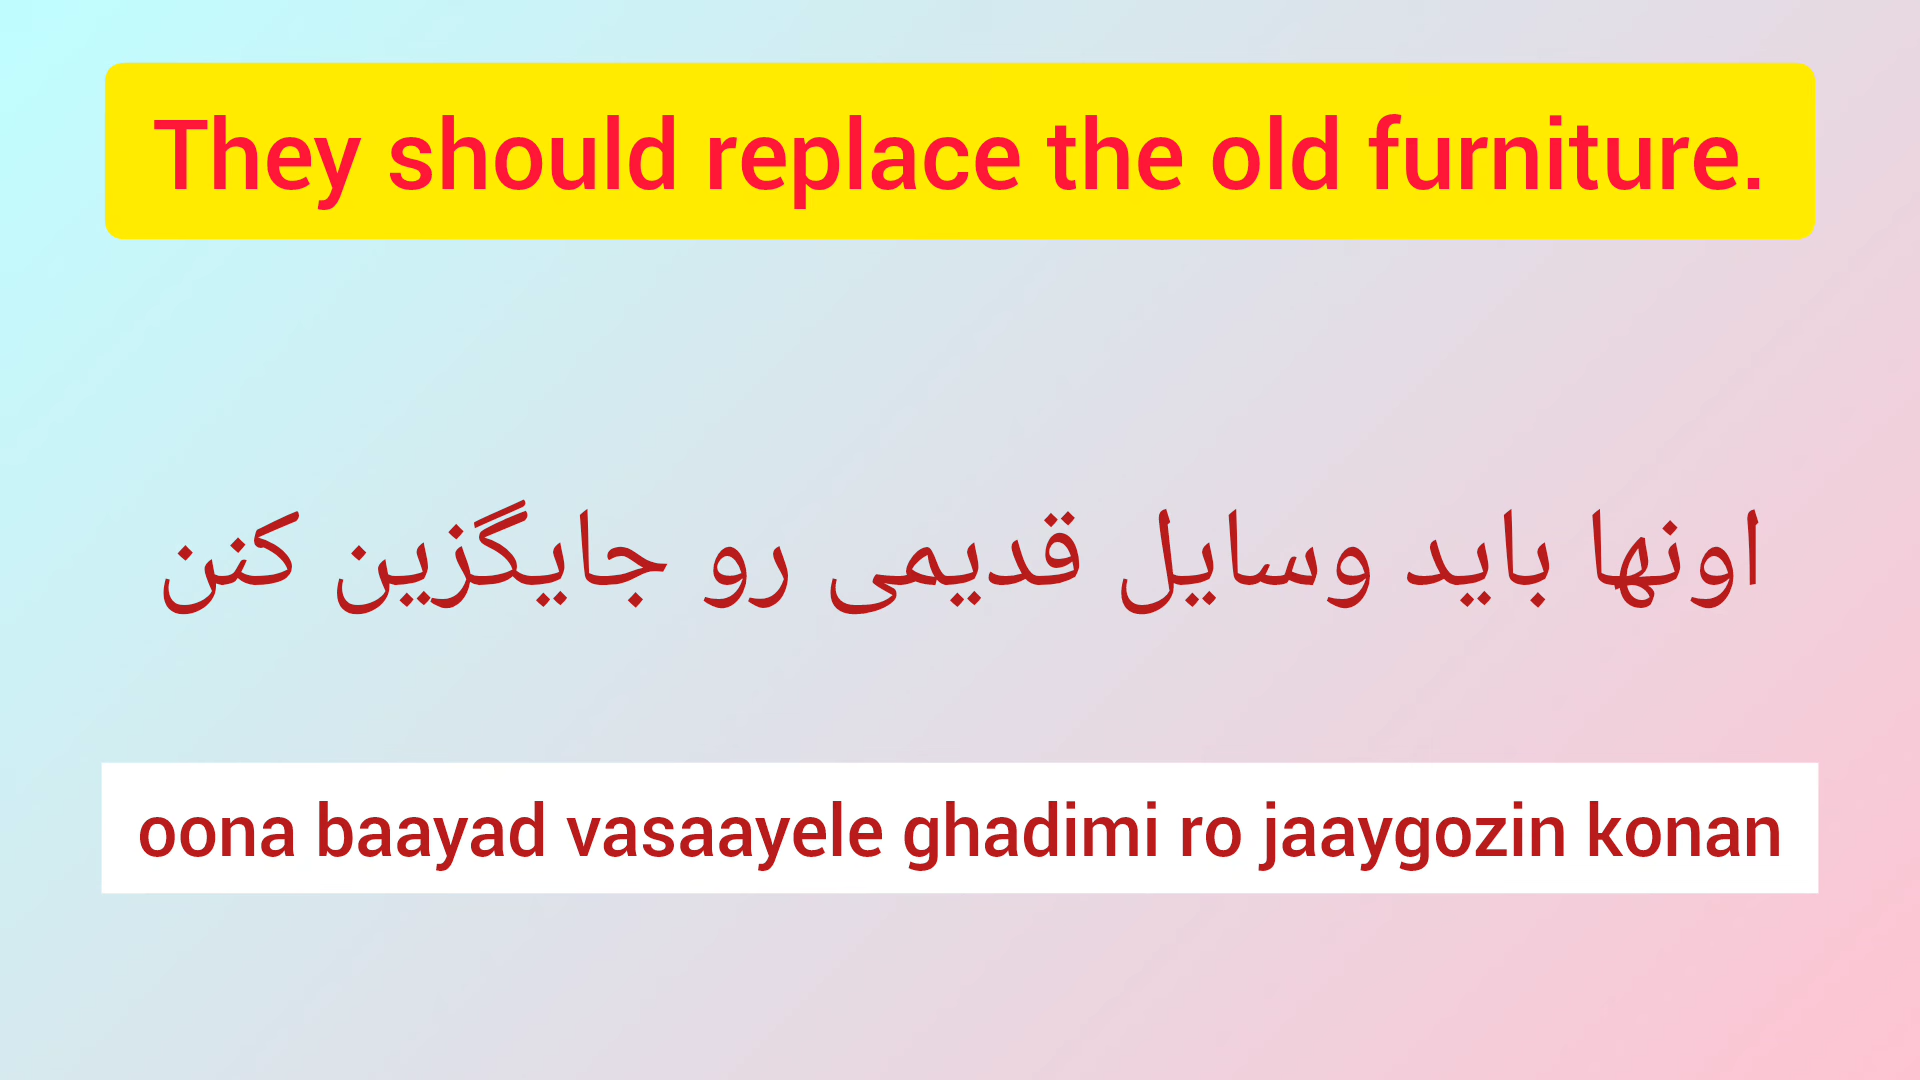 They should replace the old furniture.
اونها باید وسایل قدیمی رو جایگزین کنن
oona baayad vasaayele ghadimi ro jaaygozin konan